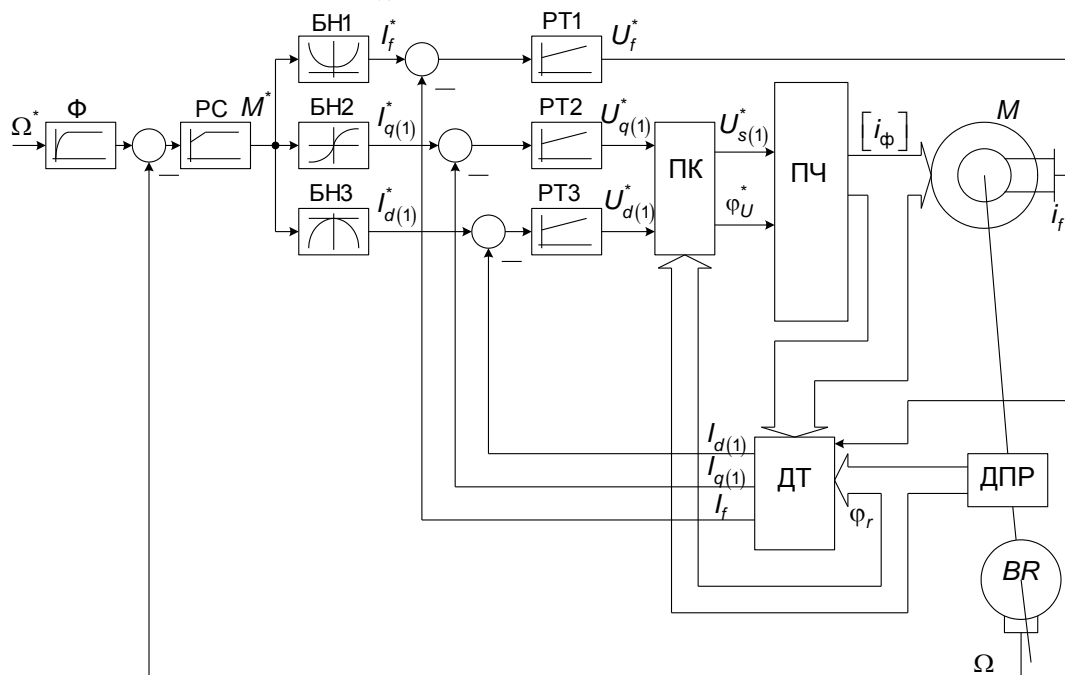 БН1 I*f РТ1 U*f
Ω* Ф РС M* БН2 I*q(1) РТ2 U*q(1) ПК U*s(1) ПЧ [iф] M
φ*U
БН3 I*d(1) РТ3 U*d(1) if
Id(1)
Iq(1) ДТ ДПР
If φr
BR
Ω